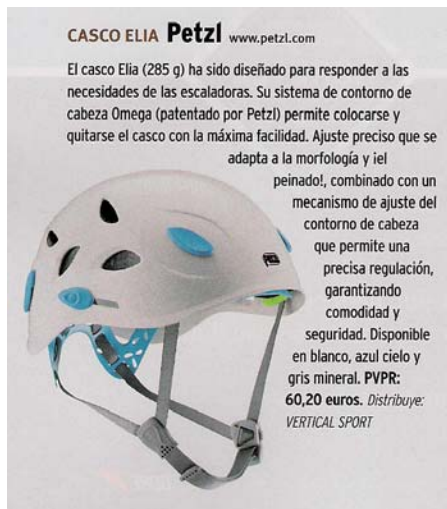 CASCO ELIA Petzl www.petzl.com
El casco Elia (285 g) ha sido diseñado para responder a las
necesidades de las escaladoras. Su sistema de contorno de
cabeza Omega (patentado por Petzl) permite colocarse y
quitarse el casco con la máxima facilidad. Ajuste preciso que se
adapta a la morfología y ¡el
peinado!, combinado con un
mecanismo de ajuste del
contorno de cabeza
que permite una
precisa regulación,
garantizando
comodidad y
seguridad. Disponible
en blanco, azul cielo y
gris mineral. PVPR:
60,20 euros. Distribuye:
VERTICAL SPORT